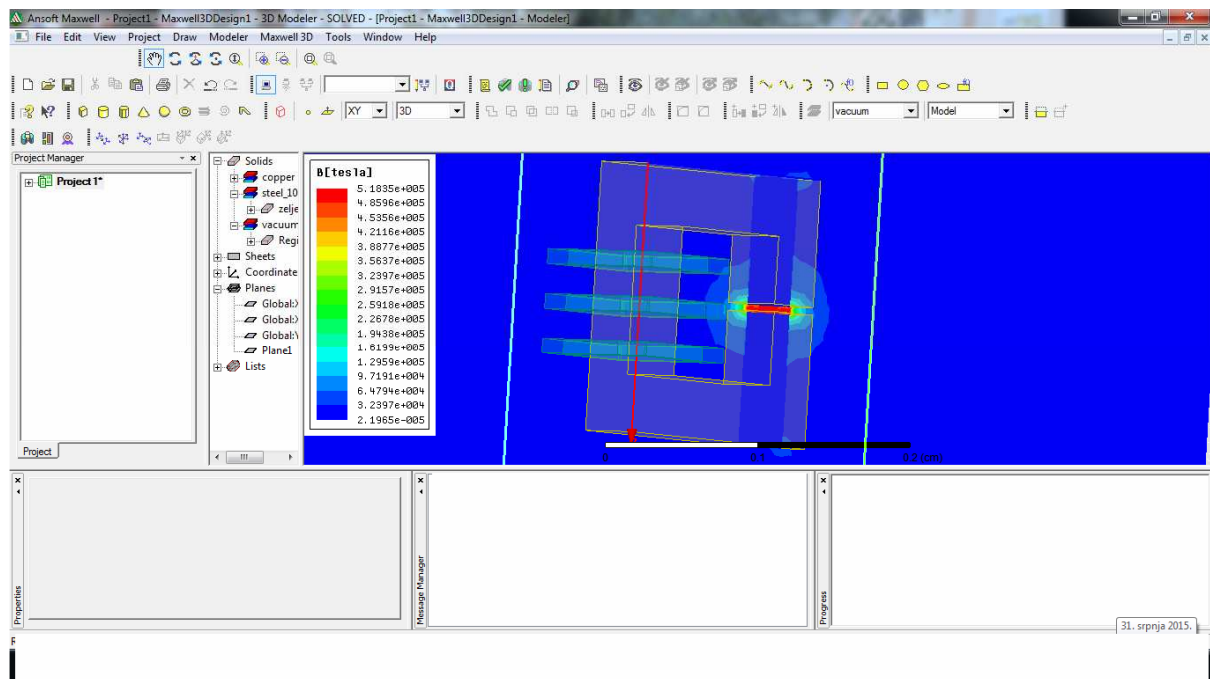 Ansoft Maxwell - Project1 - Maxwell3DDesign1 - 3D Modeler - SOLVED - [Project1 - Maxwell3DDesign1 - Modeler]
File Edit View Project Draw Modeler Maxwell 3D Tools Window Help
XY 3D vacuum Model
Project Manager
Project1*
Project
Solids
copper
steel_10
zelje
vacuum
Regi
Sheets
Coordinate
Planes
Global:
Global:
Global:
Plane1
Lists
B[tesla]
5.1835e+005
4.8596e+005
4.5356e+005
4.2116e+005
3.8877e+005
3.5637e+005
3.2397e+005
2.9157e+005
2.5918e+005
2.2678e+005
1.9438e+005
1.6199e+005
1.2959e+005
9.7191e+004
6.4794e+004
3.2397e+004
2.1965e-005
0 0.1 0.2 (cm)
Properties
Message Manager
Progress
31. srpnja 2015.